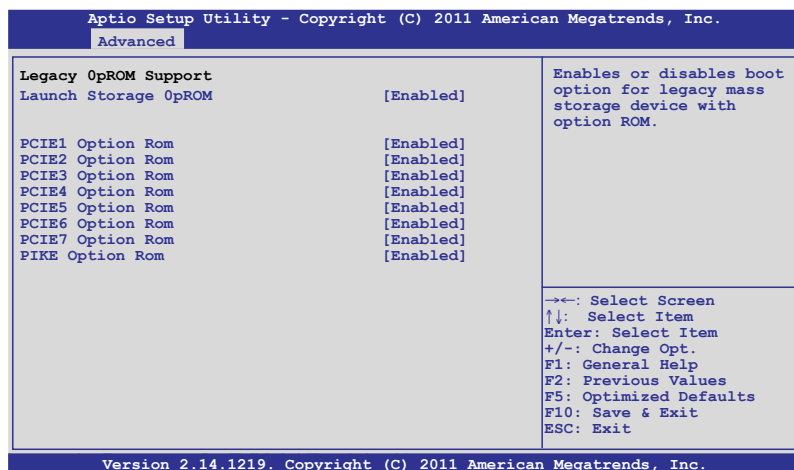 Aptio Setup Utility - Copyright (C) 2011 American Megatrends, Inc.
Advanced
Legacy 0pROM Support
Launch Storage 0pROM [Enabled]
PCIE1 Option Rom [Enabled]
PCIE2 Option Rom [Enabled]
PCIE3 Option Rom [Enabled]
PCIE4 Option Rom [Enabled]
PCIE5 Option Rom [Enabled]
PCIE6 Option Rom [Enabled]
PCIE7 Option Rom [Enabled]
PIKE Option Rom [Enabled]
Enables or disables boot
option for legacy mass
storage device with
option ROM.
→←: Select Screen
↑↓: Select Item
Enter: Select Item
+/-: Change Opt.
F1: General Help
F2: Previous Values
F5: Optimized Defaults
F10: Save & Exit
ESC: Exit
Version 2.14.1219. Copyright (C) 2011 American Megatrends, Inc.